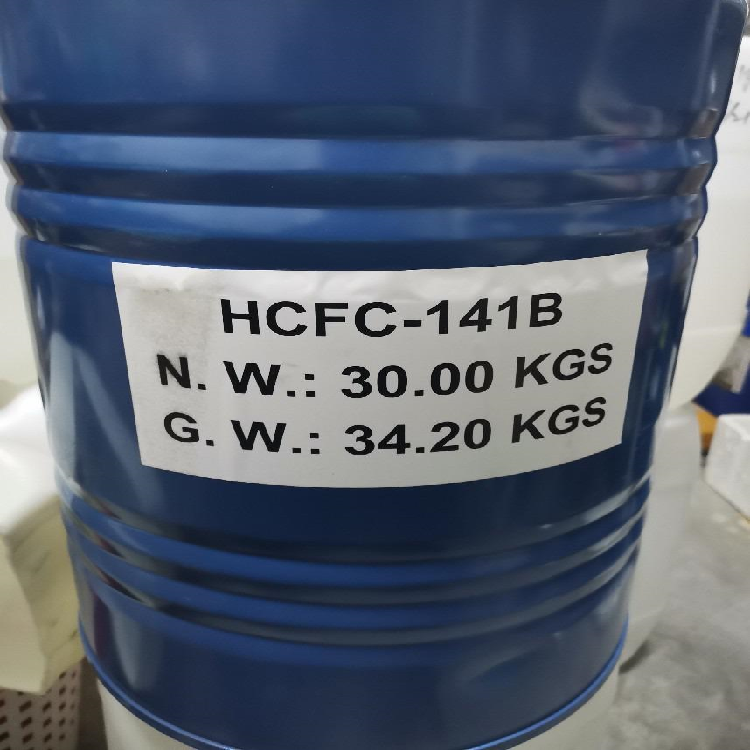 HCFC-141B
N. W.: 30.00 KGS
G. W.: 34.20 KGS